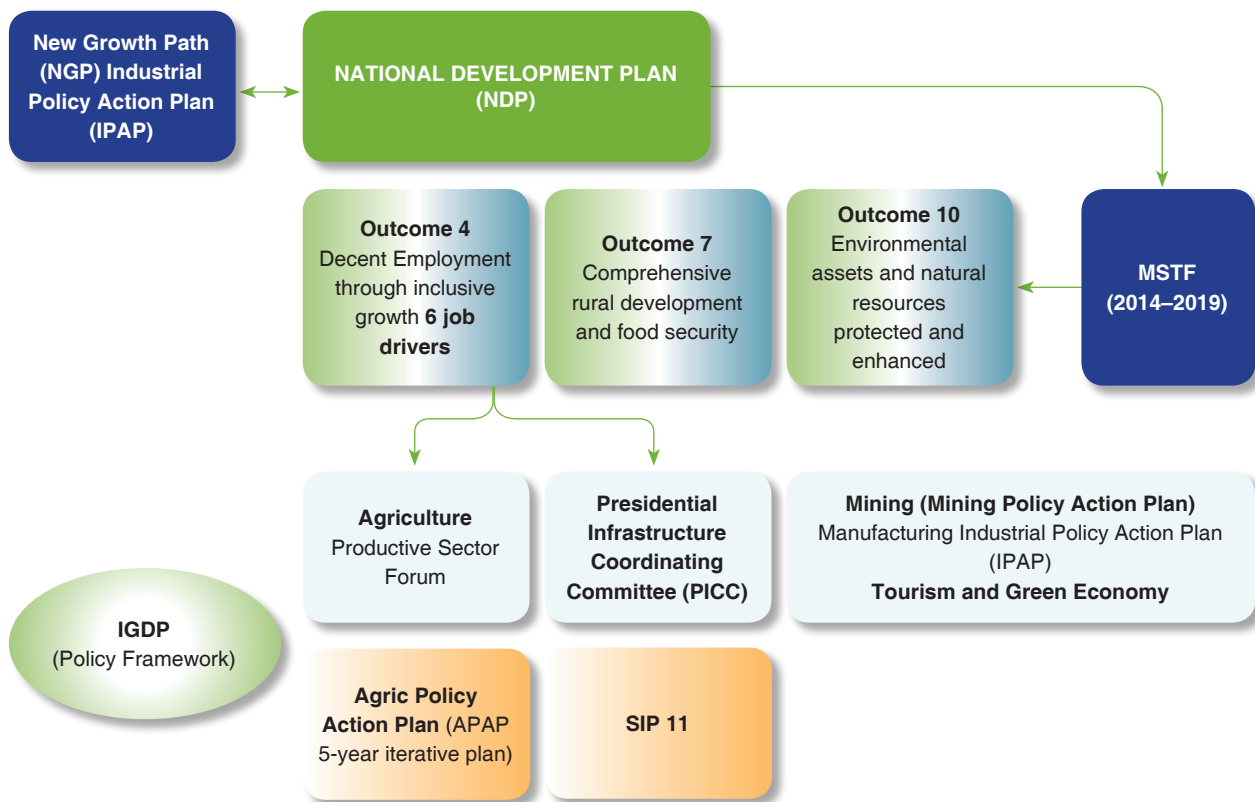 New Growth Path
(NGP) Industrial
Policy Action Plan
(IPAP)
NATIONAL DEVELOPMENT PLAN
(NDP)
Outcome 4
Decent Employment
through inclusive
growth 6 job
drivers
Outcome 7
Comprehensive
rural development
and food security
Outcome 10
Environmental
assets and natural
resources
protected and
enhanced
MSTF
(2014–2019)
Agriculture
Productive Sector
Forum
Presidential
Infrastructure
Coordinating
Committee (PICC)
Mining (Mining Policy Action Plan)
Manufacturing Industrial Policy Action Plan
(IPAP)
Tourism and Green Economy
IGDP
(Policy Framework)
Agric Policy
Action Plan (APAP
5-year iterative plan)
SIP 11